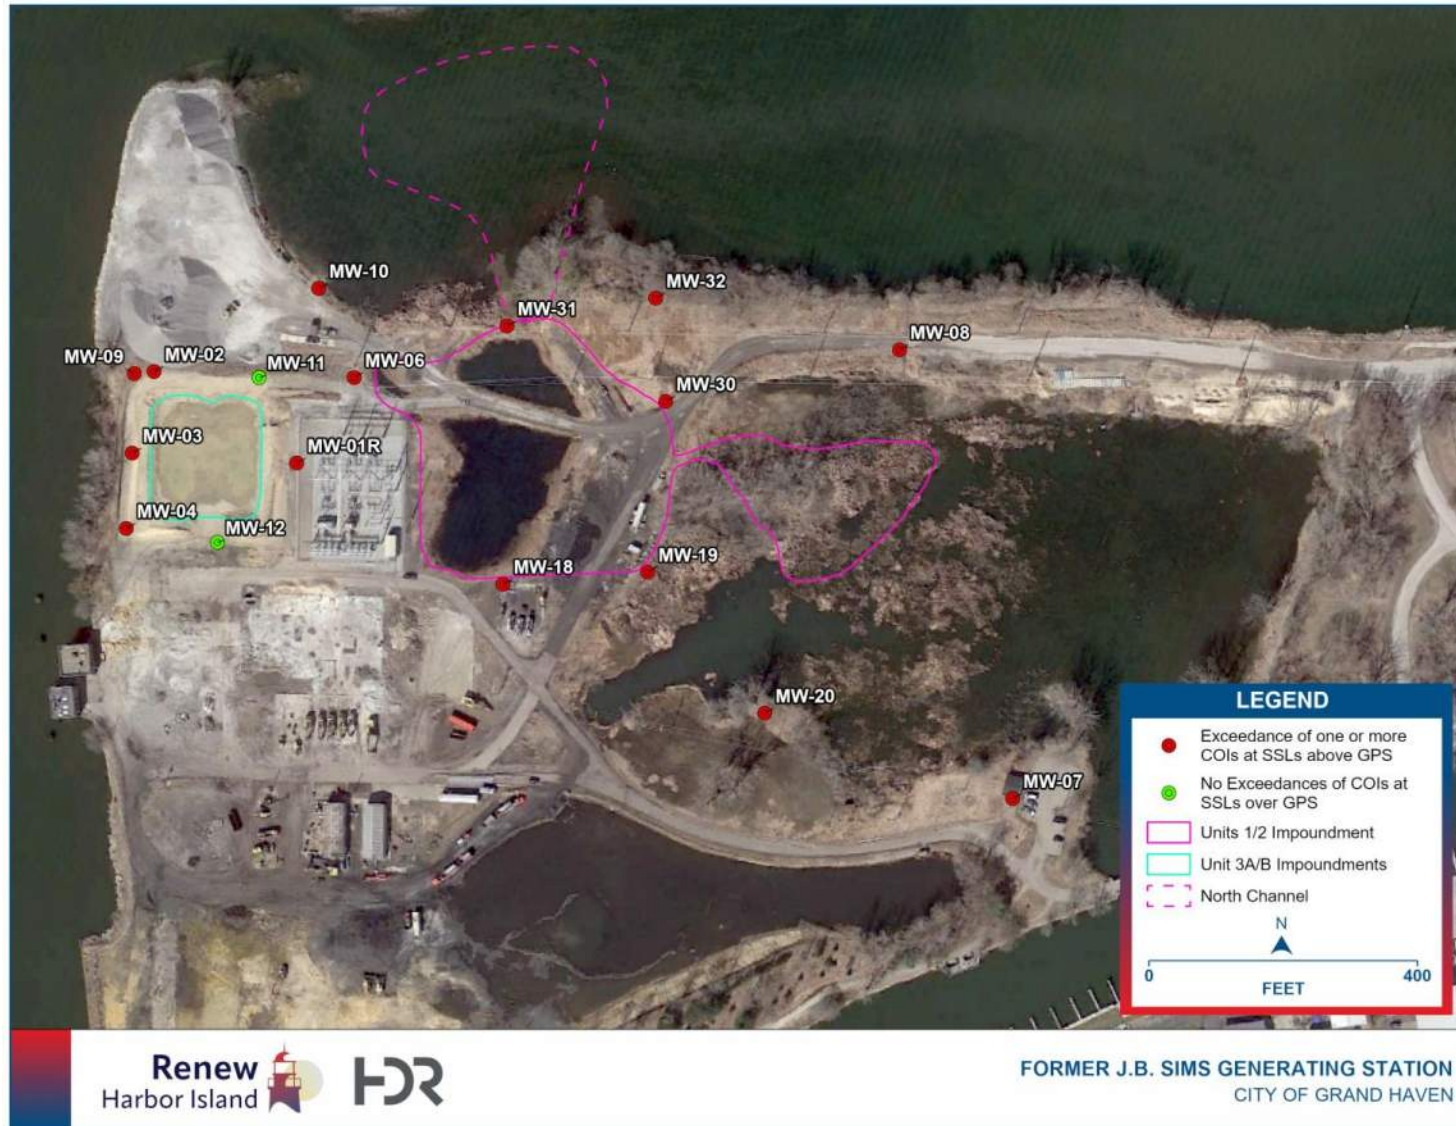 MW-10
MW-32
MW-31
MW-08
MW-09
MW-02
MW-11
MW-06
MW-30
MW-03
MW-01R
MW-04
MW-12
MW-18
MW-19
MW-20
MW-07
LEGEND
Exceedance of one or more
COIs at SSLs above GPS
No Exceedances of COIs at
SSLs over GPS
Units 1/2 Impoundment
Unit 3A/B Impoundments
North Channel
N
0 400
FEET
Renew
Harbor Island
HDR
FORMER J.B. SIMS GENERATING STATION
CITY OF GRAND HAVEN